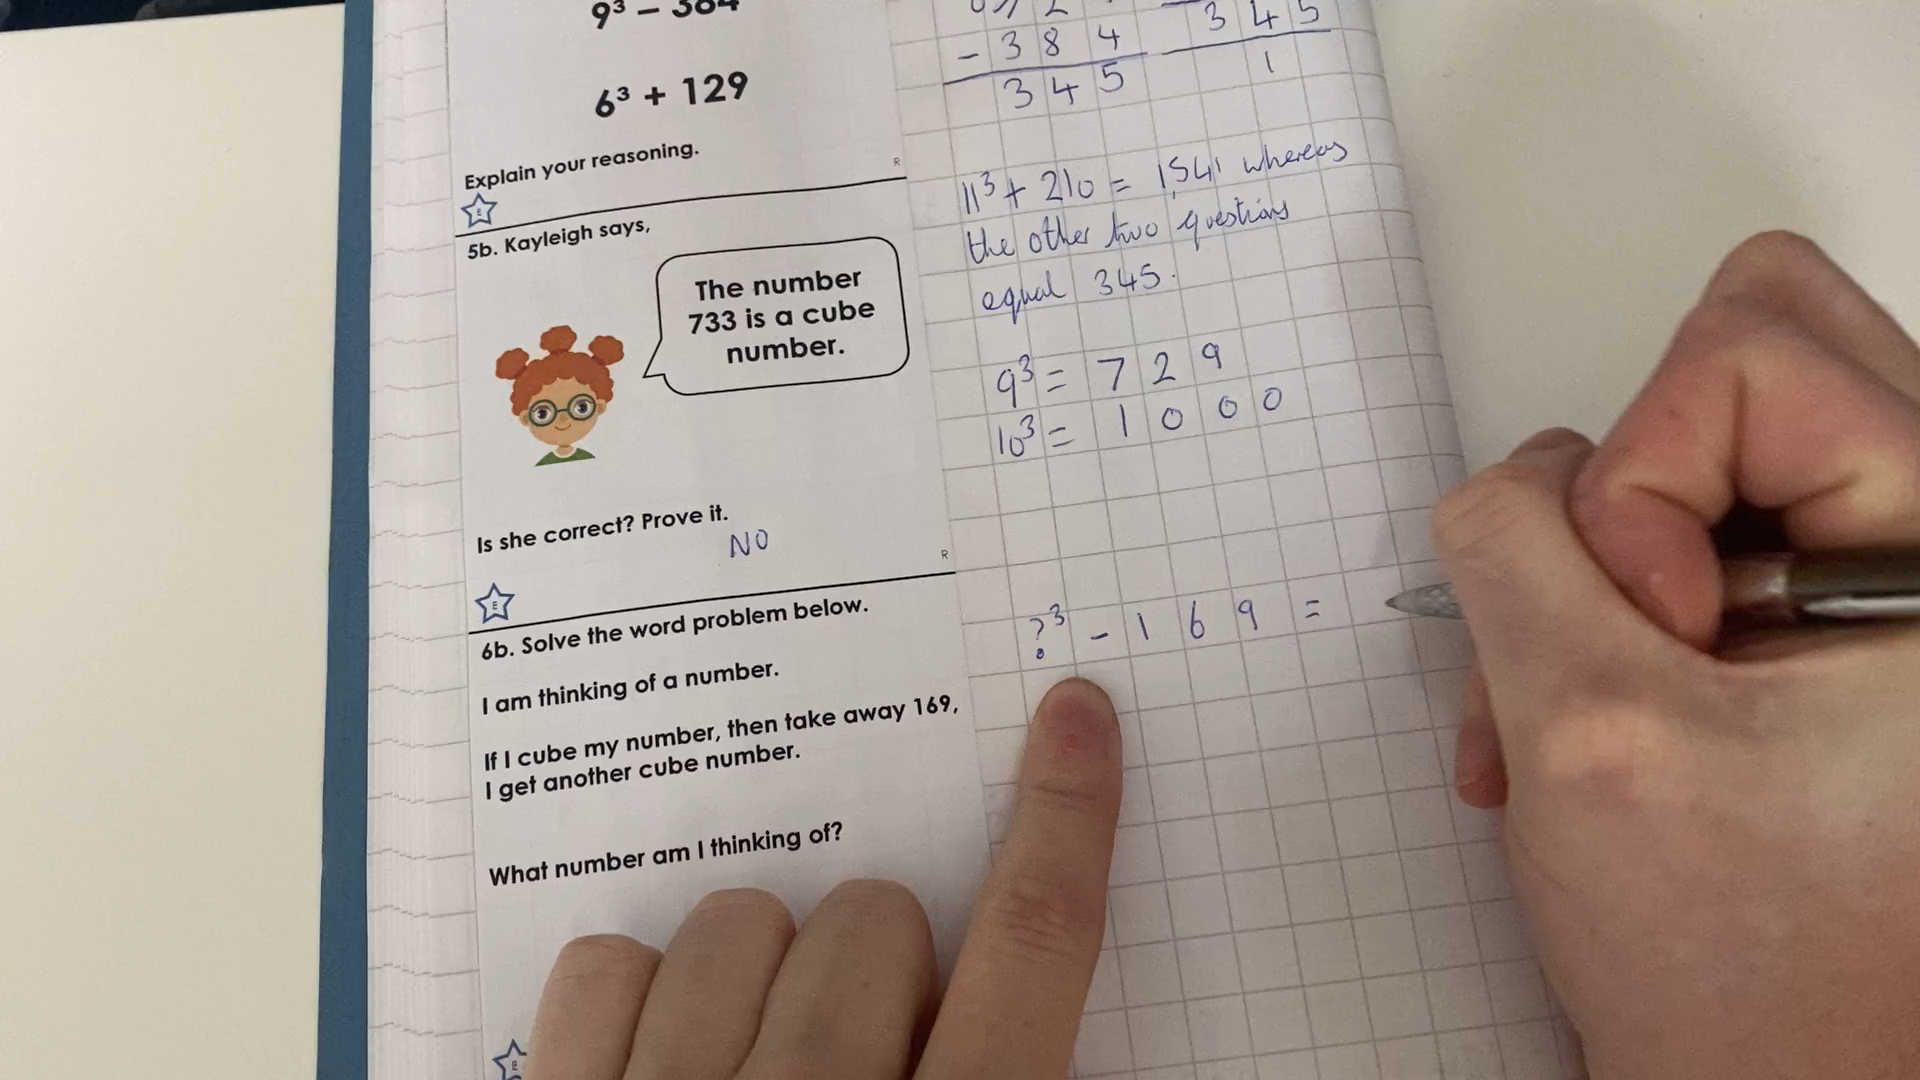 9³ – 384
6³ + 129
Explain your reasoning.
R
E
5b. Kayleigh says,
The number
733 is a cube
number.
Is she correct? Prove it.
NO
R
E
6b. Solve the word problem below.
I am thinking of a number.
If I cube my number, then take away 169,
I get another cube number.
What number am I thinking of?
E
- 3 8 4
3 4 5
3 4 5
1
11³ + 210 = 1,541 whereas
the other two questions
equal 345.
9³ = 7 2 9
10³ = 1 0 0 0
?³ - 1 6 9 =